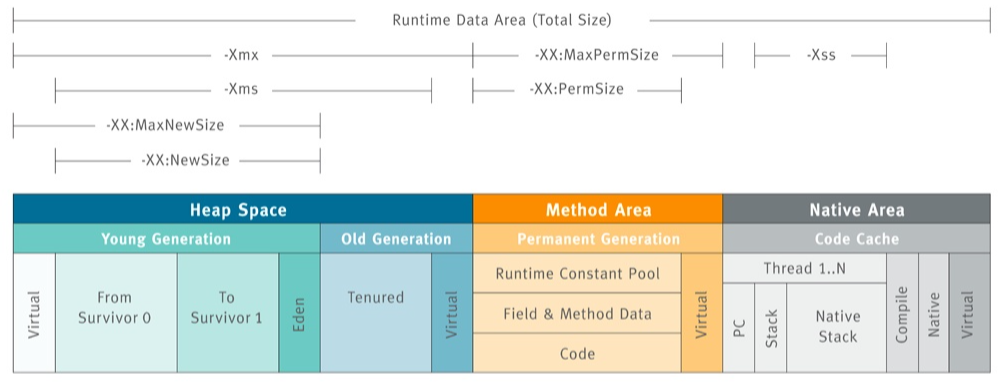 Runtime Data Area (Total Size)
-Xmx
-XX:MaxPermSize
-Xss
-Xms
-XX:PermSize
-XX:MaxNewSize
-XX:NewSize
Heap Space
Method Area
Native Area
Young Generation
Old Generation
Permanent Generation
Code Cache
Virtual
From
Survivor 0
To
Survivor 1
Eden
Tenured
Virtual
Runtime Constant Pool
Field & Method Data
Code
Virtual
Thread 1..N
PC
Stack
Native
Stack
Compile
Native
Virtual